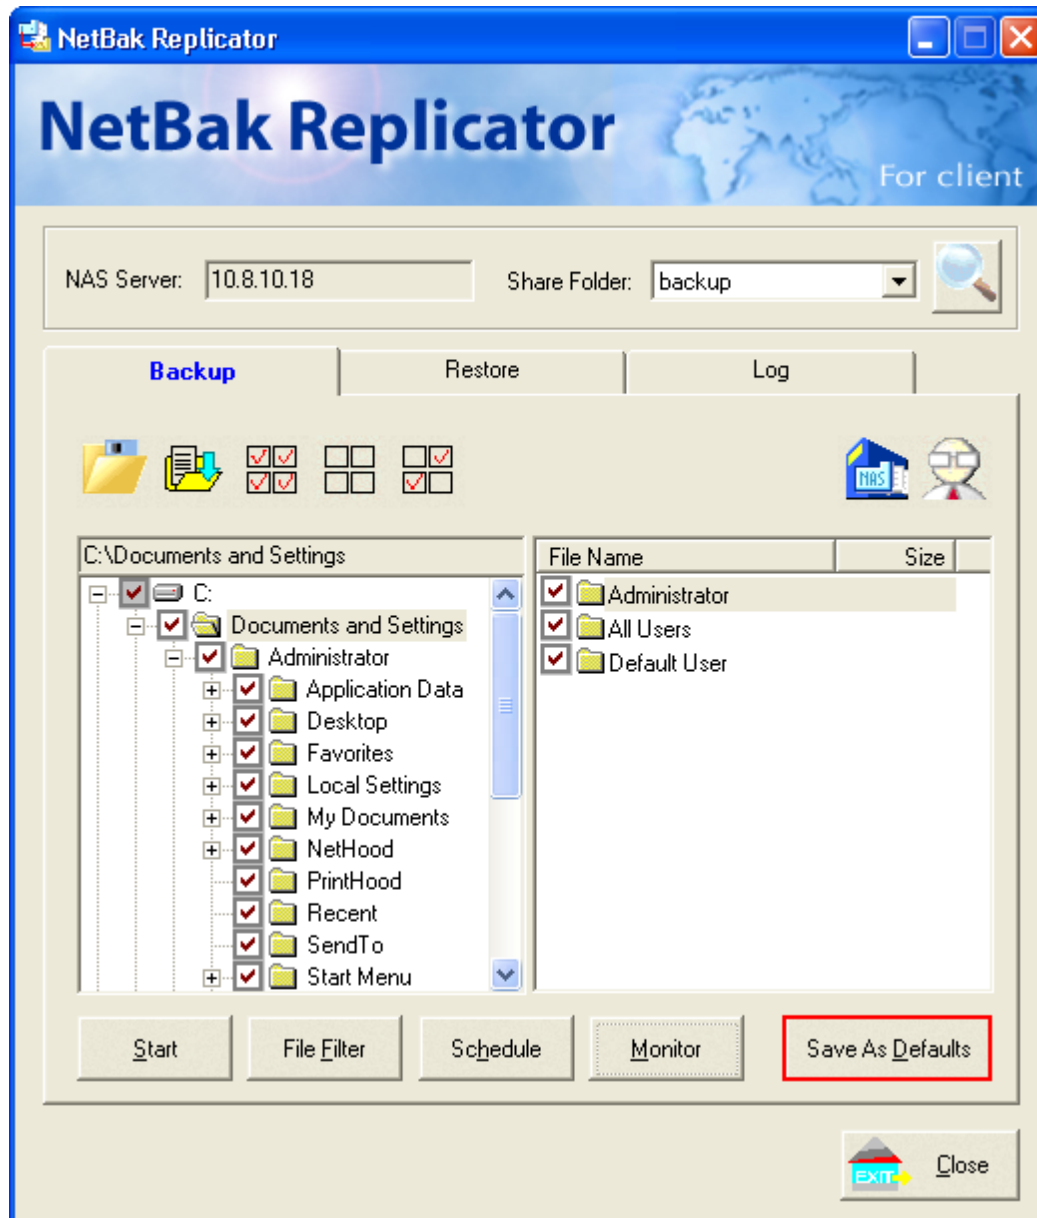 NetBak Replicator
NetBak Replicator
For client
NAS Server: 10.8.10.18 Share Folder: backup
Backup Restore Log
NAS
C:\Documents and Settings
File Name Size
C:
Documents and Settings
Administrator
Application Data
Desktop
Favorites
Local Settings
My Documents
NetHood
PrintHood
Recent
SendTo
Start Menu
Administrator
All Users
Default User
Start File Filter Schedule Monitor Save As Defaults
EXIT Close